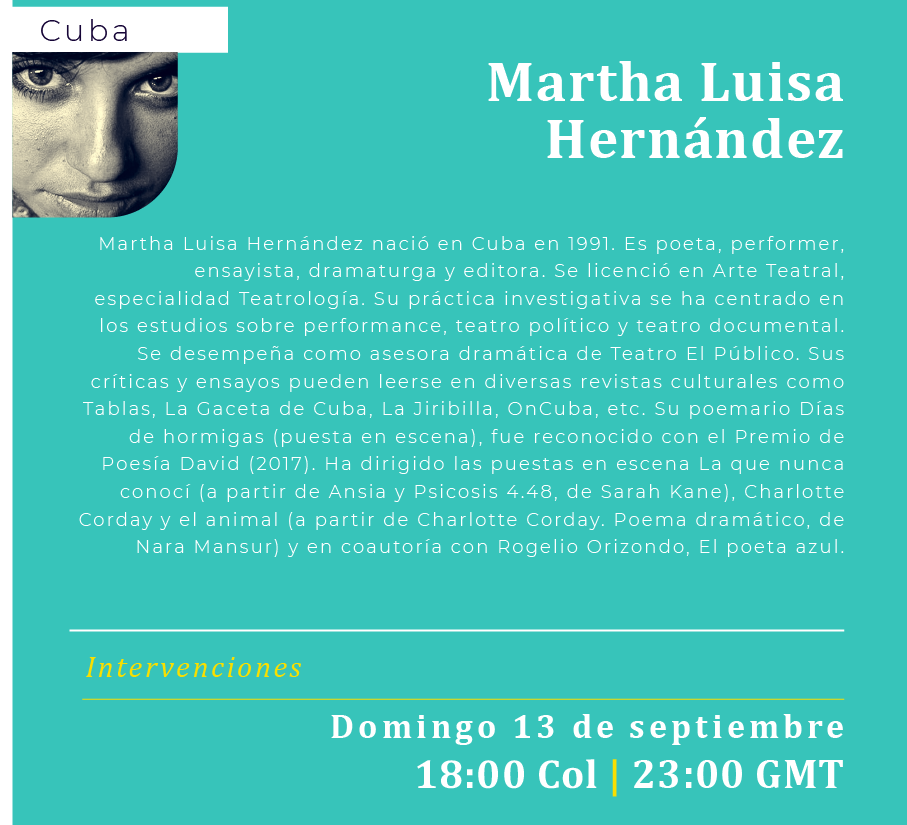 Cuba
Martha Luisa
Hernández
Martha Luisa Hernández nació en Cuba en 1991. Es poeta, performer,
ensayista, dramaturga y editora. Se licenció en Arte Teatral,
especialidad Teatrología. Su práctica investigativa se ha centrado en
los estudios sobre performance, teatro político y teatro documental.
Se desempeña como asesora dramática de Teatro El Público. Sus
críticas y ensayos pueden leerse en diversas revistas culturales como
Tablas, La Gaceta de Cuba, La Jiribilla, OnCuba, etc. Su poemario Días
de hormigas (puesta en escena), fue reconocido con el Premio de
Poesía David (2017). Ha dirigido las puestas en escena La que nunca
conocí (a partir de Ansia y Psicosis 4.48, de Sarah Kane), Charlotte
Corday y el animal (a partir de Charlotte Corday. Poema dramático, de
Nara Mansur) y en coautoría con Rogelio Orizondo, El poeta azul.
Intervenciones
Domingo 13 de septiembre
18:00 Col | 23:00 GMT